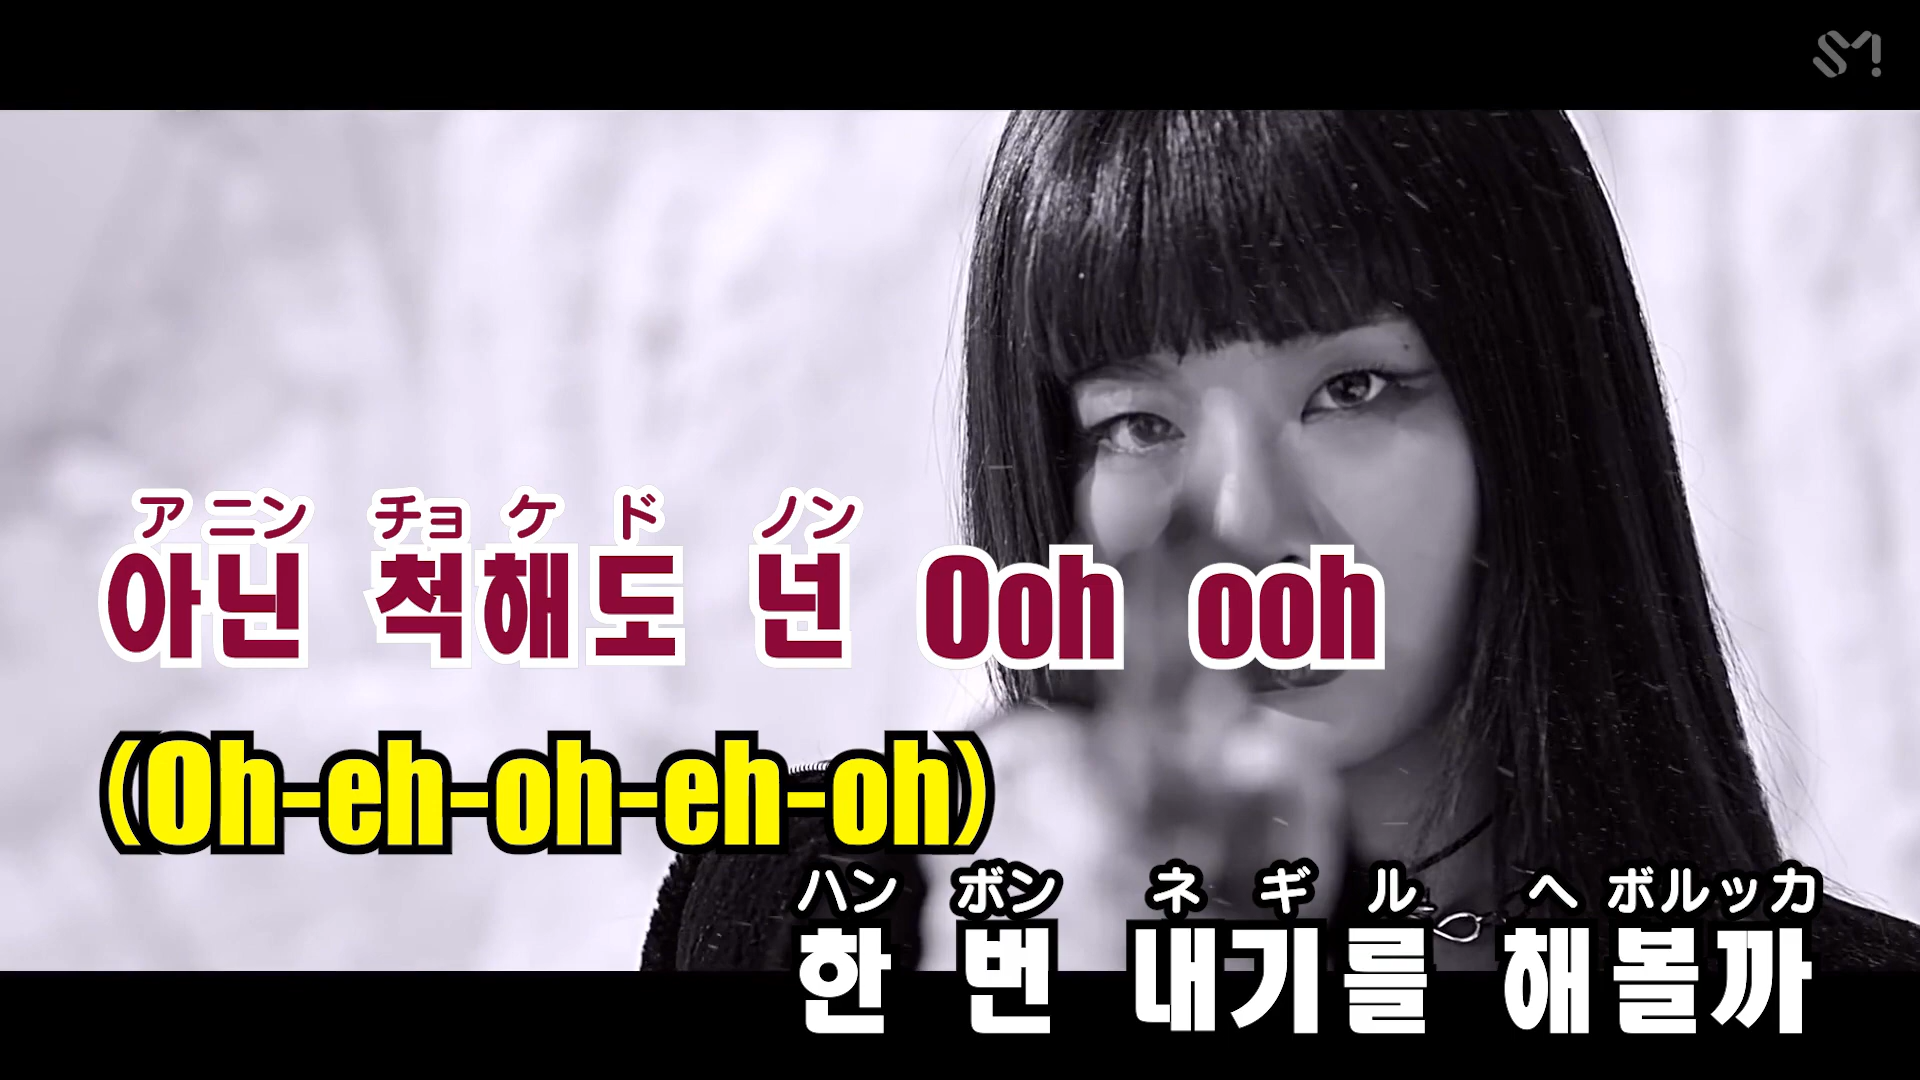 SM!
アニン チョケド ノン
아닌 척해도 넌 Ooh ooh
(Oh-eh-oh-eh-oh)
ハン ボン ネギル ヘボルッカ
한 번 내기를 해볼까